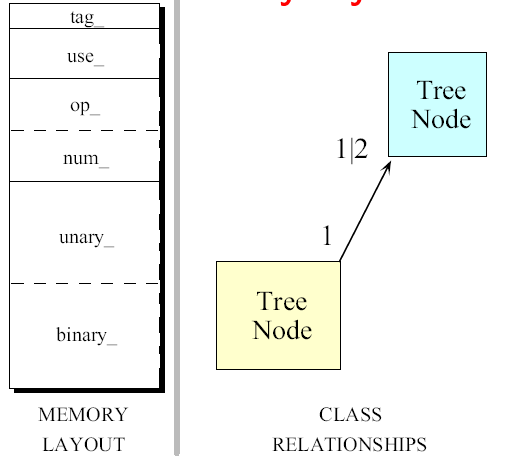 tag_
use_
op_
num_
unary_
binary_
MEMORY
LAYOUT
Tree
Node
1|2
1
Tree
Node
CLASS
RELATIONSHIPS